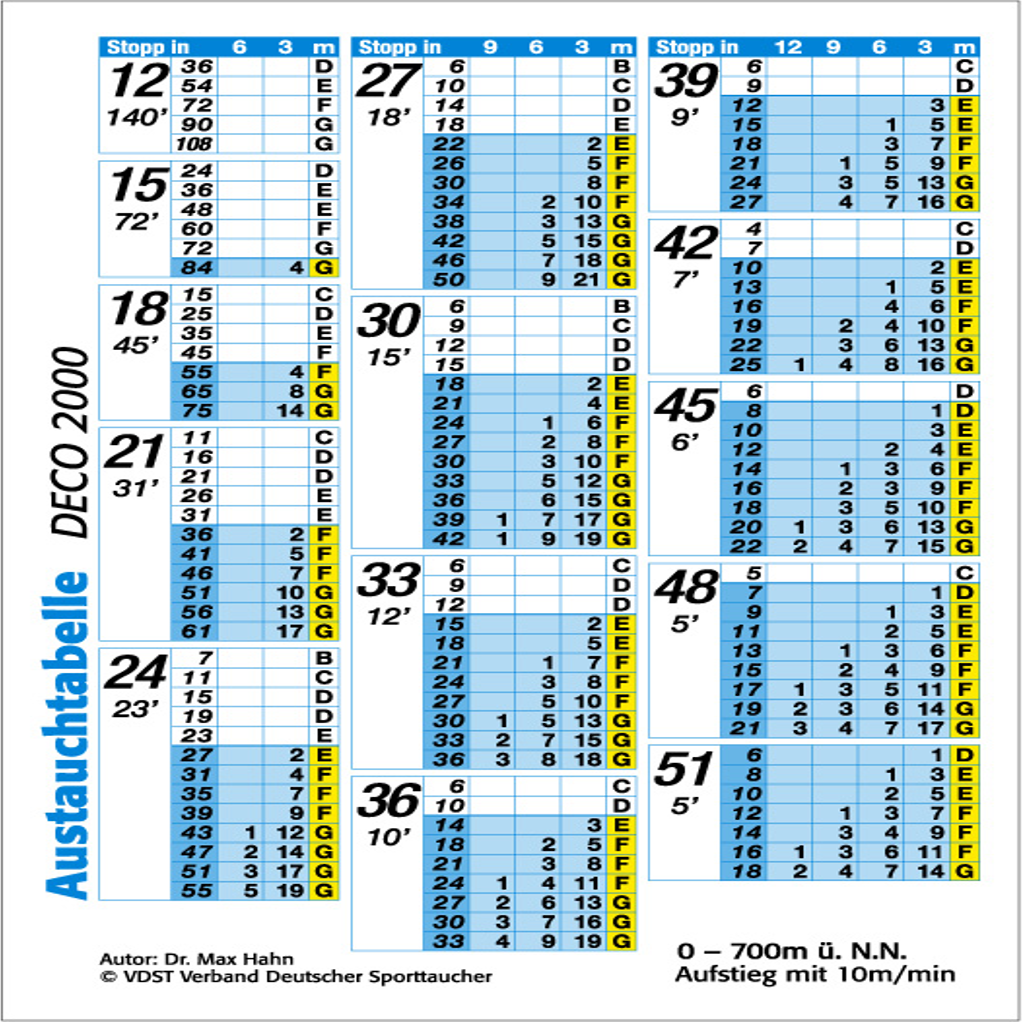 Austauchtabelle DECO 2000
Stopp in 6 3 m
12 36 D
140’ 54 E
72 F
90 G
108 G
15 24 D
72’ 36 E
48 E
60 F
72 G
84 4 G
18 15 C
45’ 25 D
35 E
45 F
55 4 F
65 8 G
75 14 G
21 11 C
31’ 16 D
21 D
26 E
31 E
36 2 F
41 5 F
46 7 F
51 10 G
56 13 G
61 17 G
24 7 B
23’ 11 C
15 D
19 D
23 E
27 2 E
31 4 F
35 7 F
39 9 F
43 1 12 G
47 2 14 G
51 3 17 G
55 5 19 G
Stopp in 9 6 3 m
27 6 B
18’ 10 C
14 D
18 E
22 2 E
26 5 F
30 8 F
34 2 10 F
38 3 13 G
42 5 15 G
46 7 18 G
50 9 21 G
30 6 B
15’ 9 C
12 D
15 D
18 2 E
21 4 E
24 1 6 F
27 2 8 F
30 3 10 F
33 5 12 G
36 6 15 G
39 1 7 17 G
42 1 9 19 G
33 6 C
12’ 9 D
12 D
15 2 E
18 5 E
21 1 7 F
24 3 8 F
27 5 10 F
30 1 5 13 G
33 2 7 15 G
36 3 8 18 G
36 6 C
10’ 10 D
14 3 E
18 2 5 F
21 3 8 F
24 1 4 11 F
27 2 6 13 G
30 3 7 16 G
33 4 9 19 G
Stopp in 12 9 6 3 m
39 6 C
9’ 9 D
12 3 E
15 1 5 E
18 3 7 F
21 1 5 9 F
24 3 5 13 G
27 4 7 16 G
42 4 C
7’ 7 D
10 2 E
13 1 5 E
16 4 6 F
19 2 4 10 F
22 3 6 13 G
25 1 4 8 16 G
45 6 D
6’ 8 1 D
10 3 E
12 2 4 E
14 1 3 6 F
16 2 3 9 F
18 3 5 10 F
20 1 3 6 13 G
22 2 4 7 15 G
48 5 C
5’ 7 1 D
9 1 3 E
11 2 5 E
13 1 3 6 F
15 2 4 9 F
17 1 3 5 11 F
19 2 3 6 14 G
21 3 4 7 17 G
51 6 1 D
5’ 8 1 3 E
10 2 5 E
12 1 3 7 F
14 3 4 9 F
16 1 3 6 11 F
18 2 4 7 14 G
Autor: Dr. Max Hahn
© VDST Verband Deutscher Sporttaucher
0 – 700m ü. N.N.
Aufstieg mit 10m/min